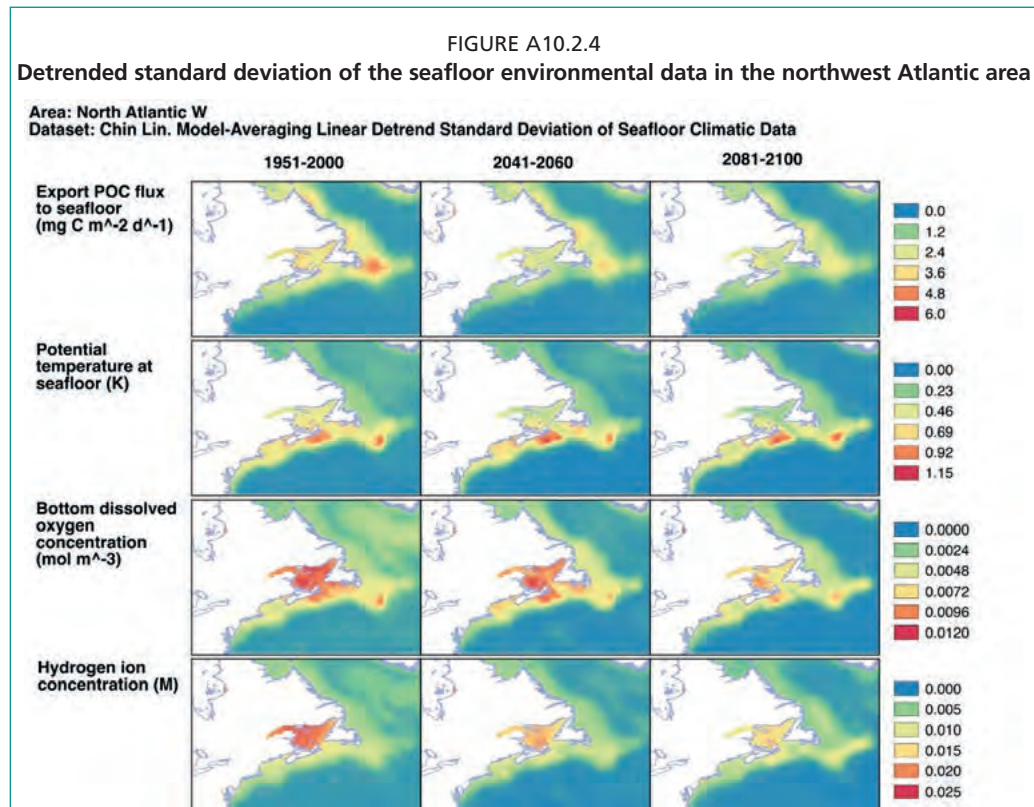 FIGURE A10.2.4
Detrended standard deviation of the seafloor environmental data in the northwest Atlantic area
Area: North Atlantic W
Dataset: Chin Lin. Model-Averaging Linear Detrend Standard Deviation of Seafloor Climatic Data
1951-2000 2041-2060 2081-2100
Export POC flux
to seafloor
(mg C m^-2 d^-1)
0.0
1.2
2.4
3.6
4.8
6.0
Potential
temperature at
seafloor (K)
0.00
0.23
0.46
0.69
0.92
1.15
Bottom dissolved
oxygen
concentration
(mol m^-3)
0.0000
0.0024
0.0048
0.0072
0.0096
0.0120
Hydrogen ion
concentration (M)
0.000
0.005
0.010
0.015
0.020
0.025